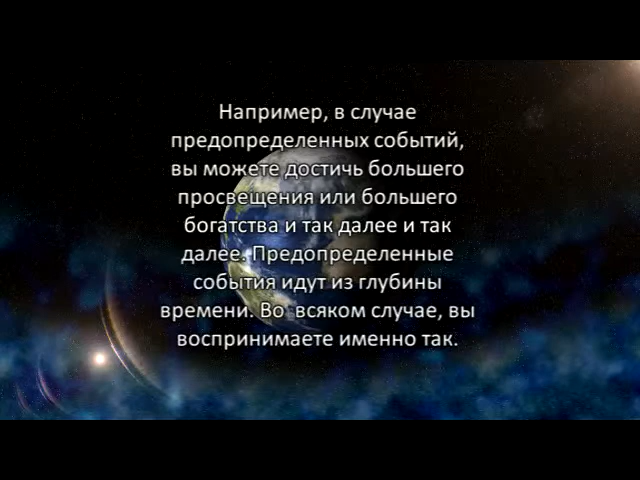 Например, в случае
предопределенных событий,
вы можете достичь большего
просвещения или большего
богатства и так далее и так
далее. Предопределенные
события идут из глубины
времени. Во  всяком случае, вы
воспринимаете именно так.